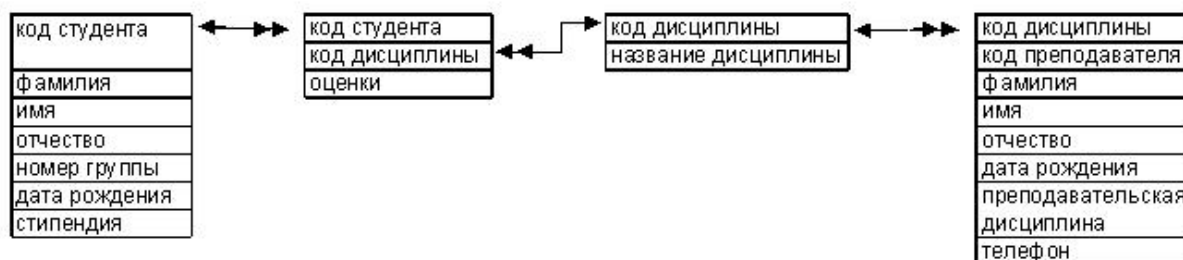 код студента
фамилия
имя
отчество
номер группы
дата рождения
стипендия
код студента
код дисциплины
оценки
код дисциплины
название дисциплины
код дисциплины
код преподавателя
фамилия
имя
отчество
дата рождения
преподавательская
дисциплина
телефон